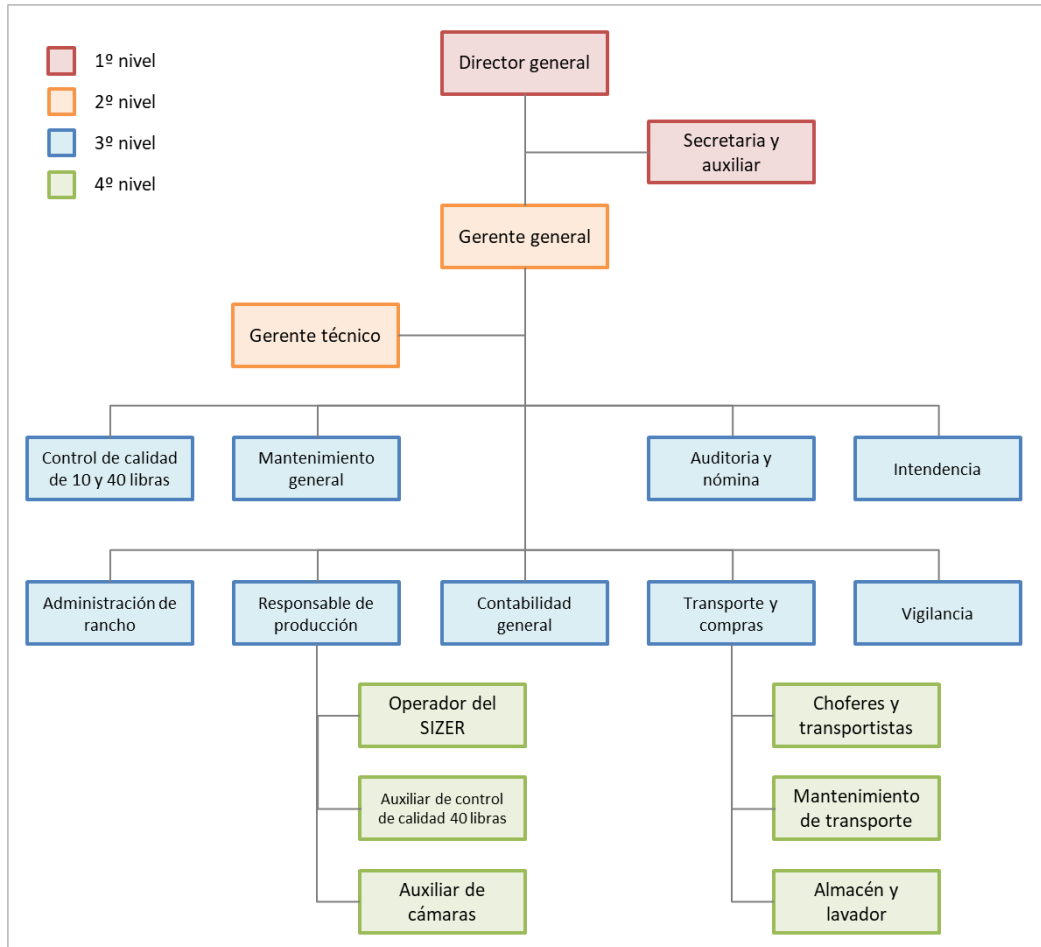 1º nivel
2º nivel
3º nivel
4º nivel
Director general
Secretaria y
auxiliar
Gerente general
Gerente técnico
Control de calidad
de 10 y 40 libras
Mantenimiento
general
Auditoria y
nómina
Intendencia
Administración de
rancho
Responsable de
producción
Contabilidad
general
Transporte y
compras
Vigilancia
Operador del
SIZER
Auxiliar de control
de calidad 40 libras
Auxiliar de
cámaras
Choferes y
transportistas
Mantenimiento
de transporte
Almacén y
lavador